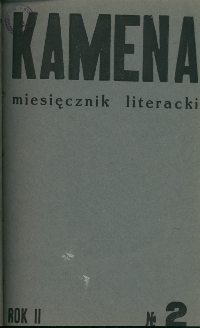 KAMENA
miesięcznik literacki
ROK II № 2